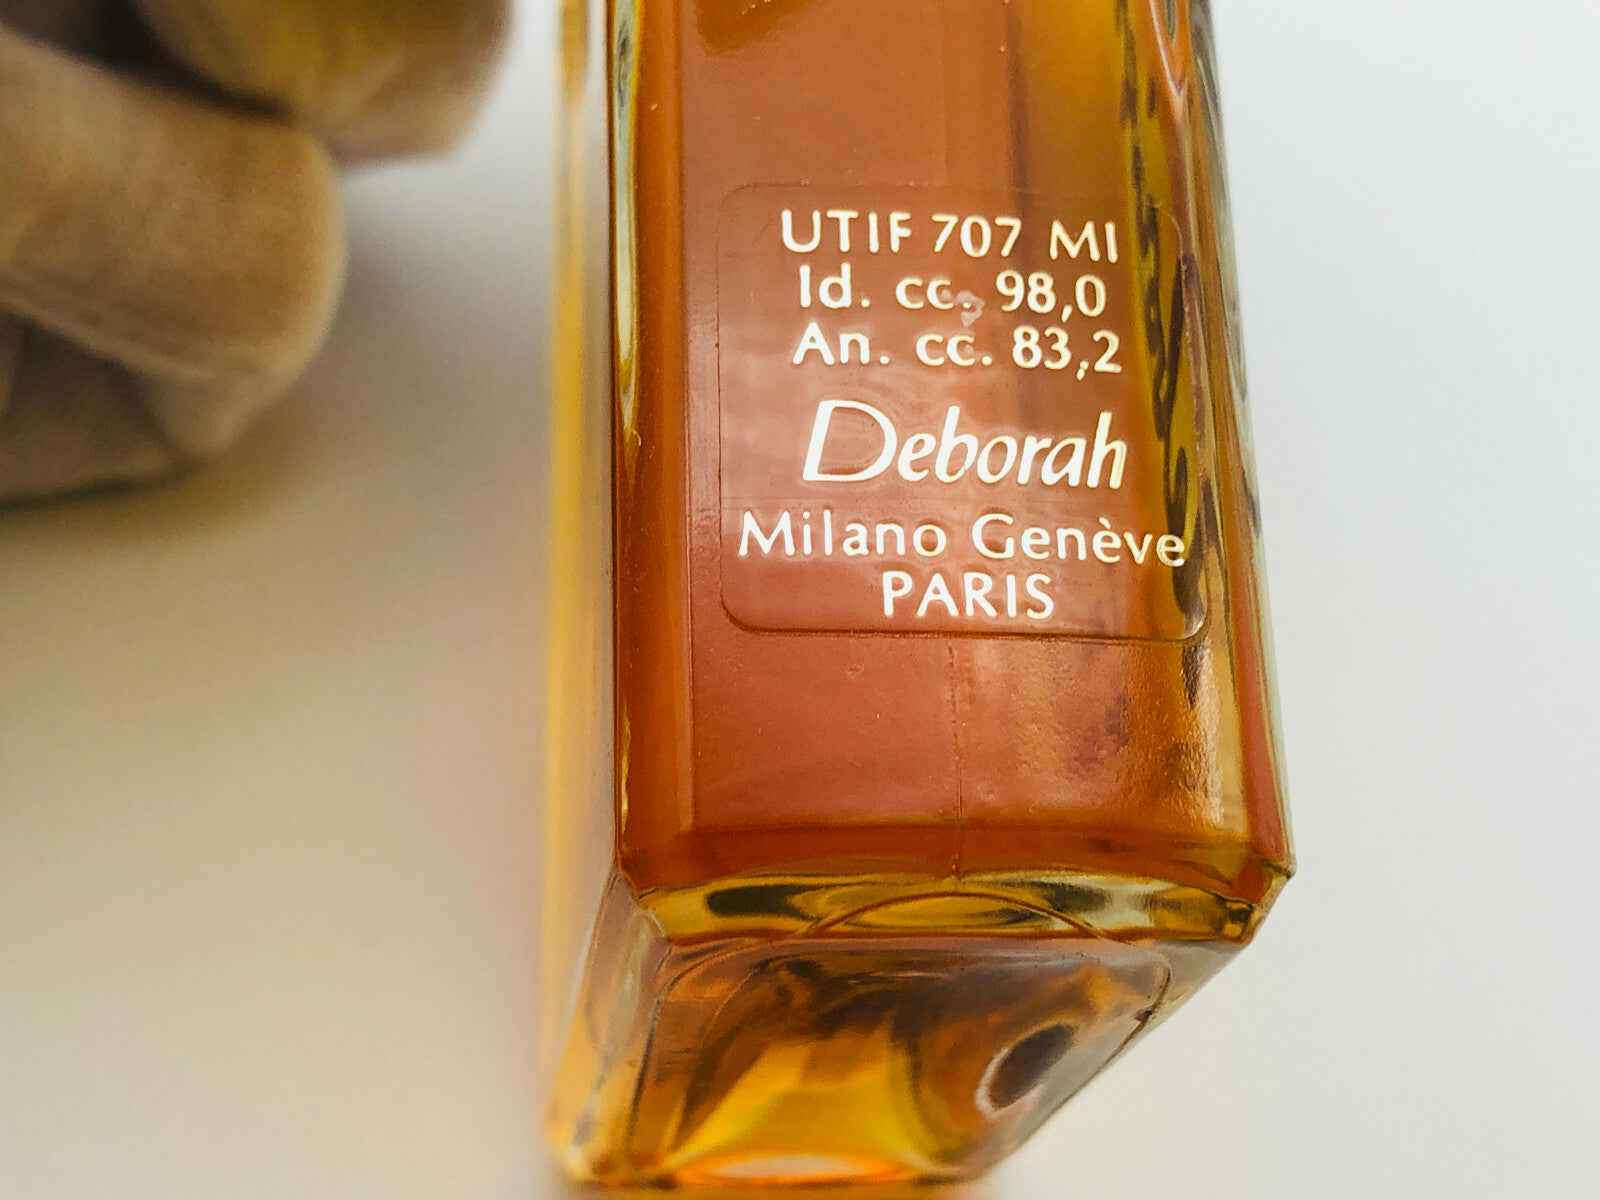 UTIF 707 MI
Id. cc. 98,0
An. cc. 83,2
Deborah
Milano Genève
PARIS